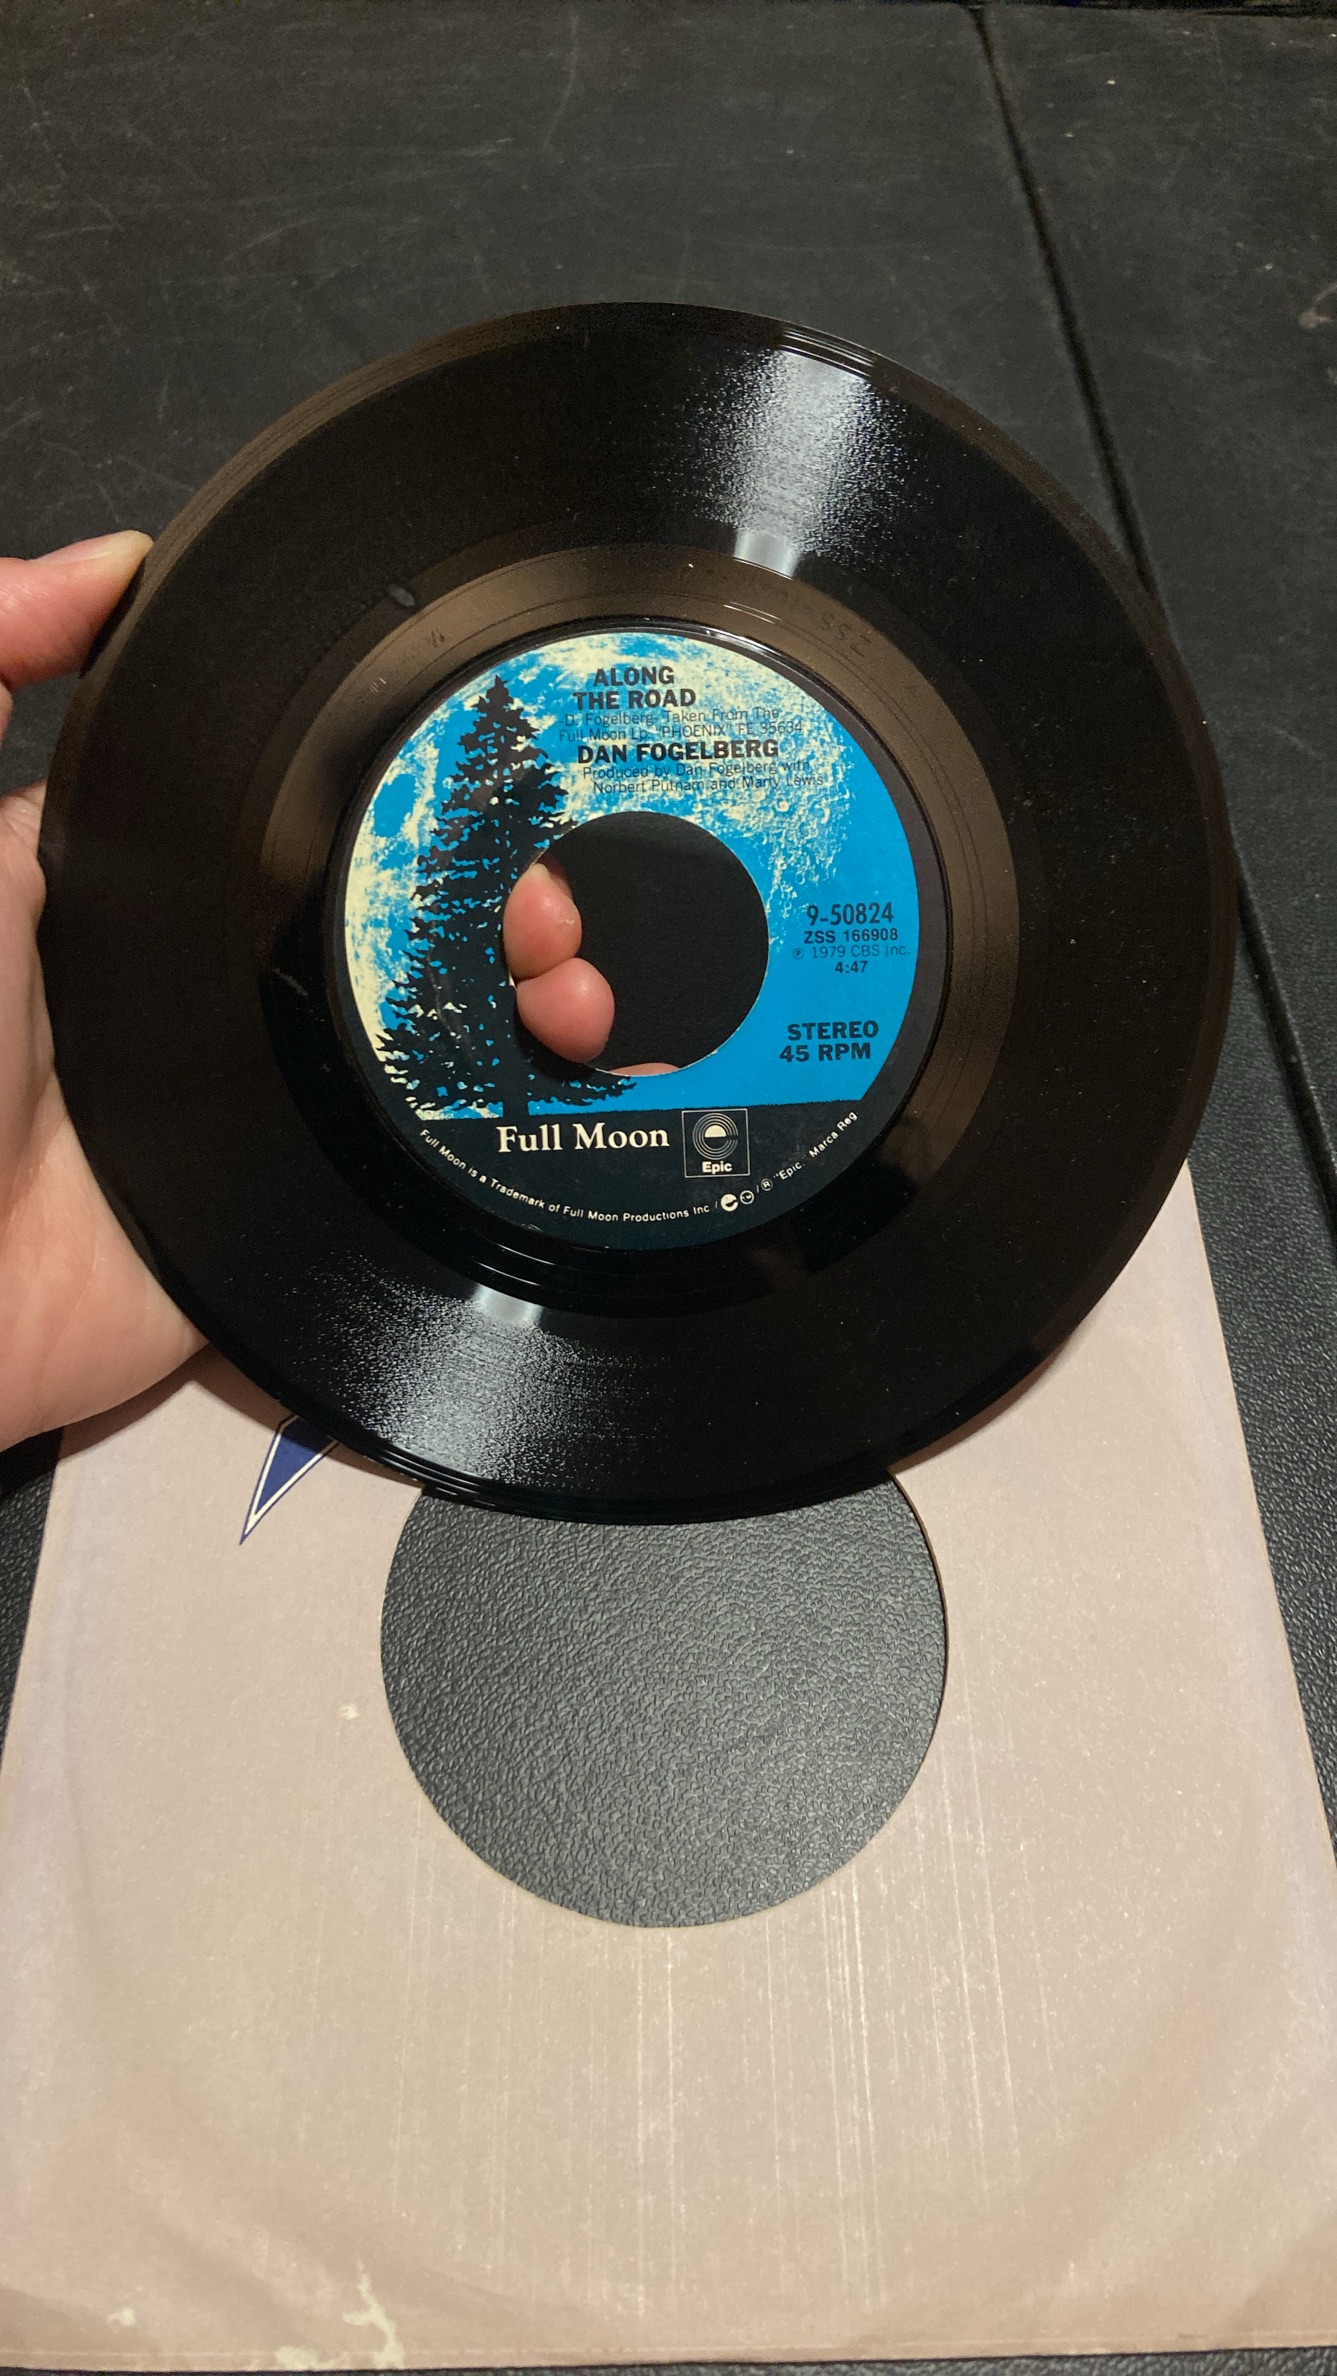 ALONG
THE ROAD
D. Fogelberg- Taken From The
Full Moon Lp. "PHOENIX" FE 35634
DAN FOGELBERG
Produced by Dan Fogelberg with
Norbert Putnam and Marty Lewis
9-50824
ZSS 166908
℗ 1979 CBS Inc.
4:47
STEREO
45 RPM
Full Moon
Epic
Full Moon is a Trademark of Full Moon Productions Inc / / ® "Epic." Marca Reg
ZSS